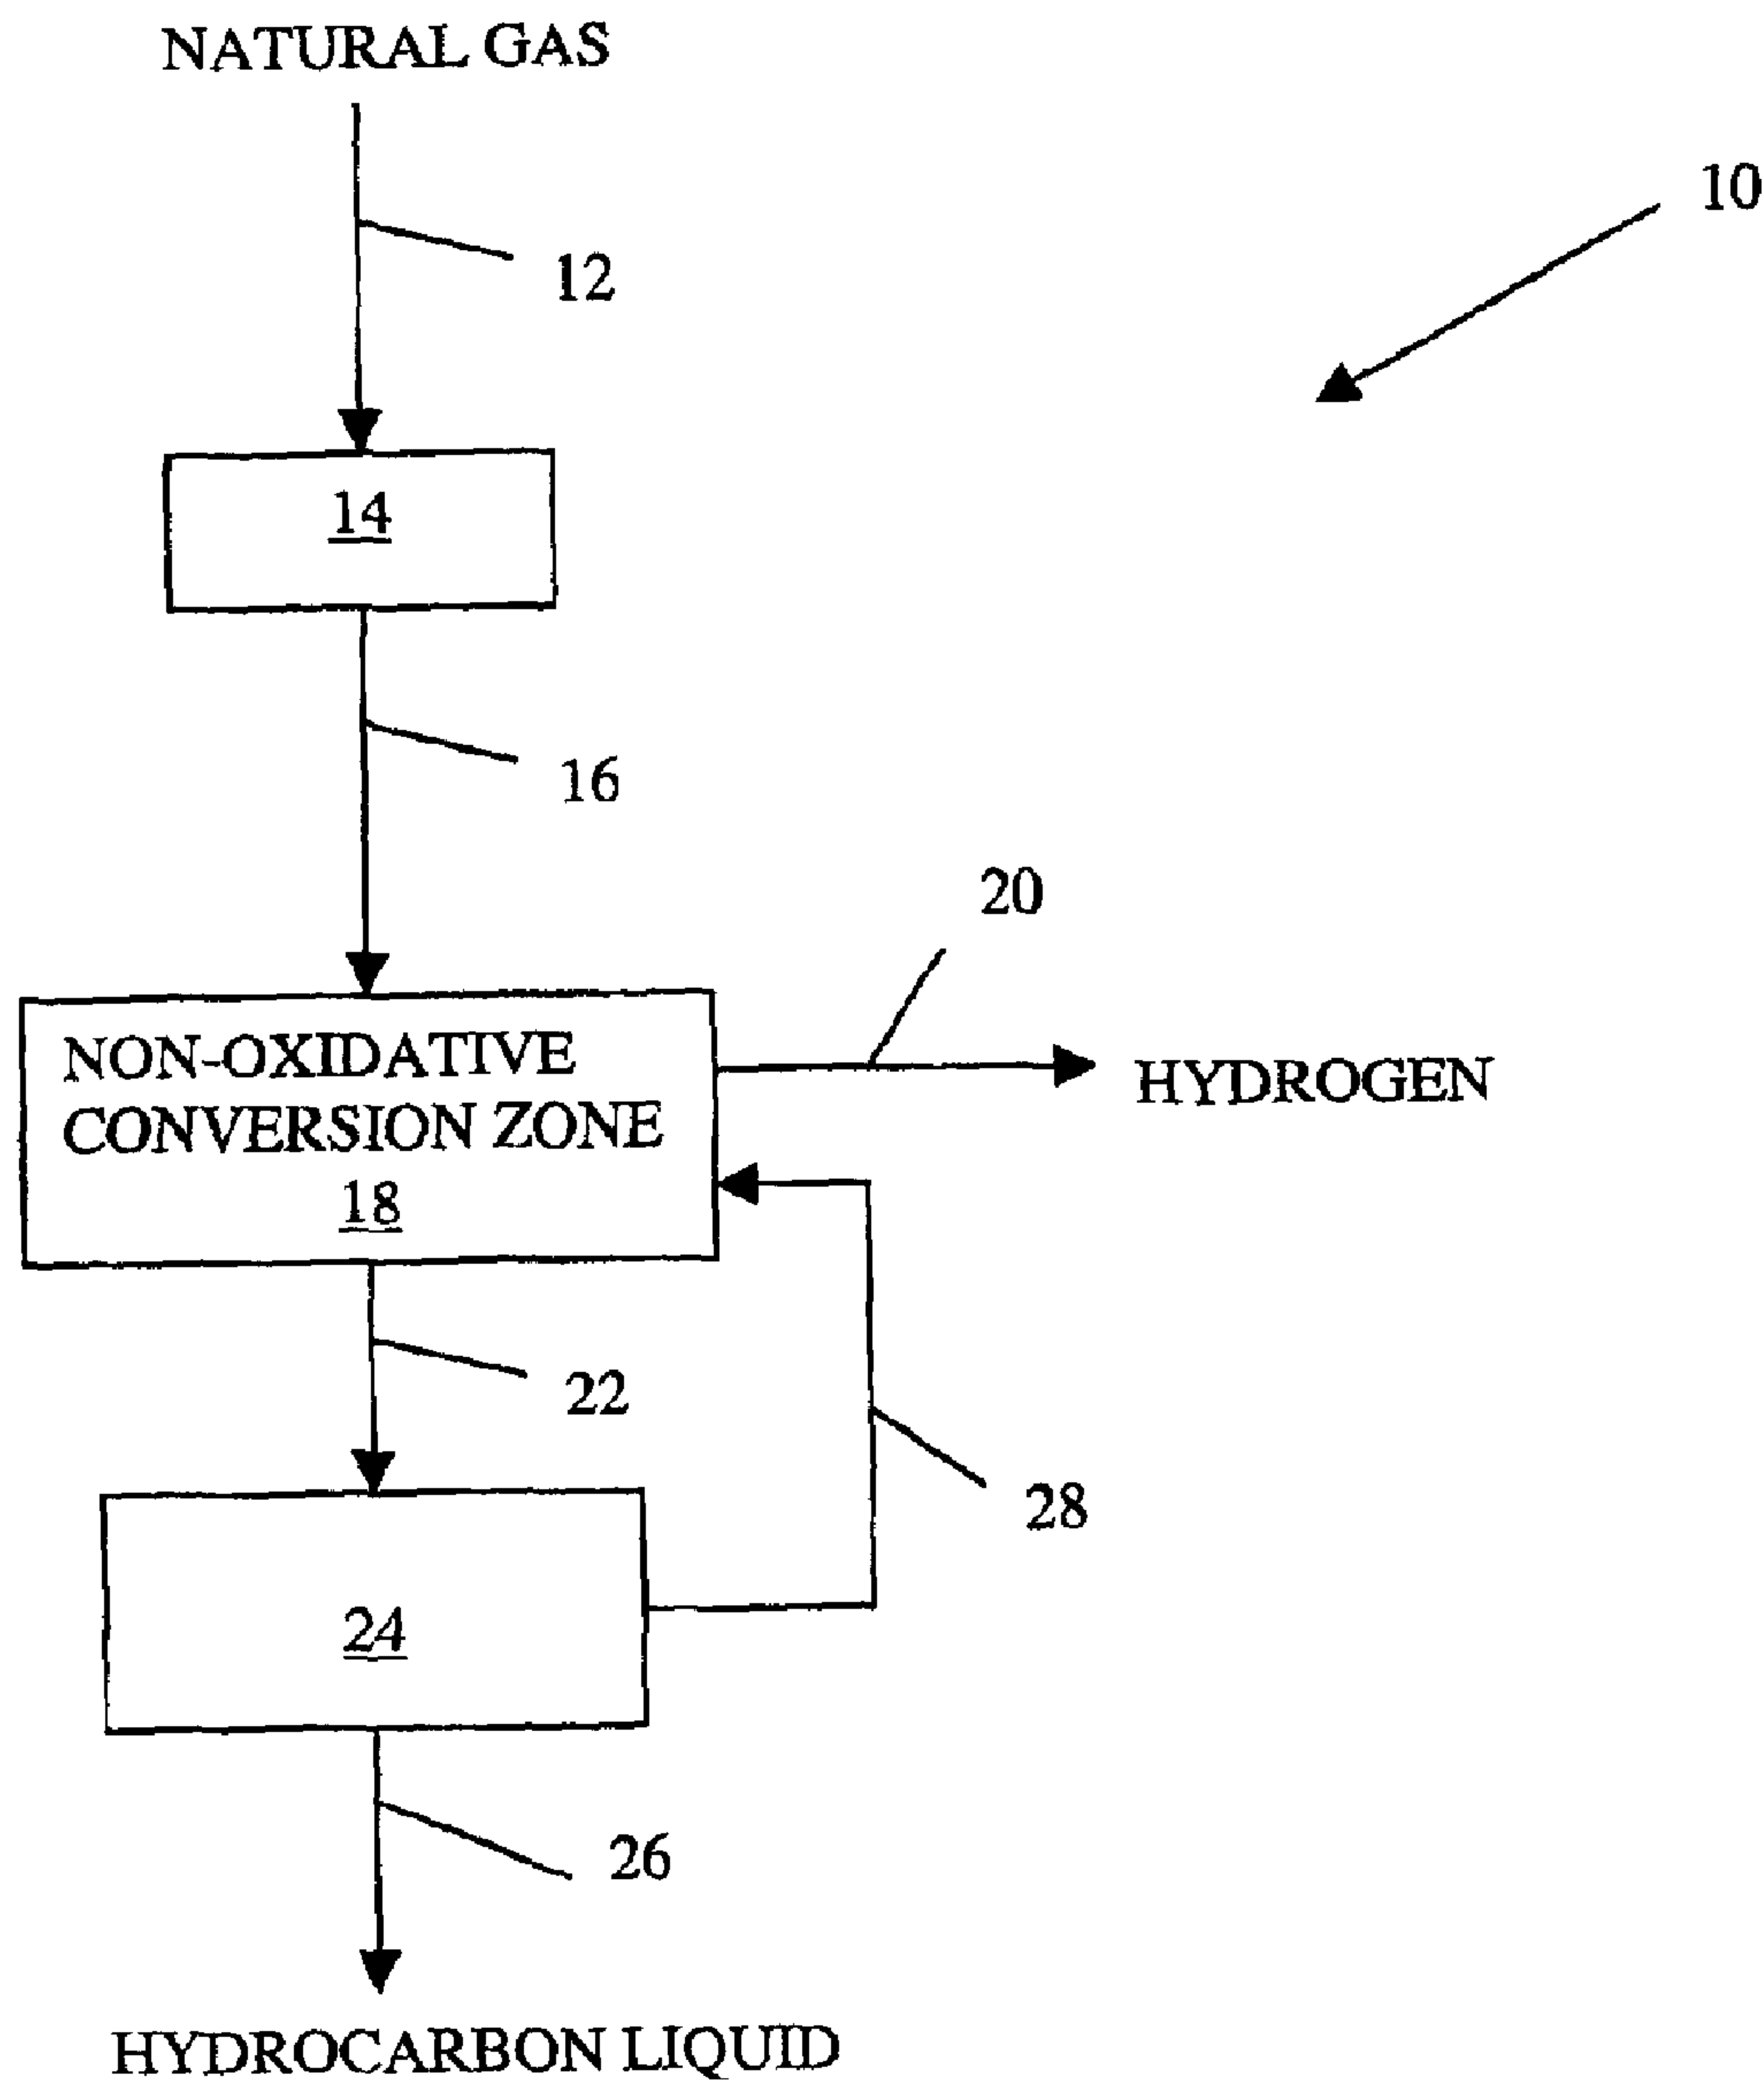 NATURAL GAS
10
12
14
16
20
NON-OXIDATIVE
CONVERSION ZONE
18
HYDROGEN
22
28
24
26
HYDROCARBON LIQUID